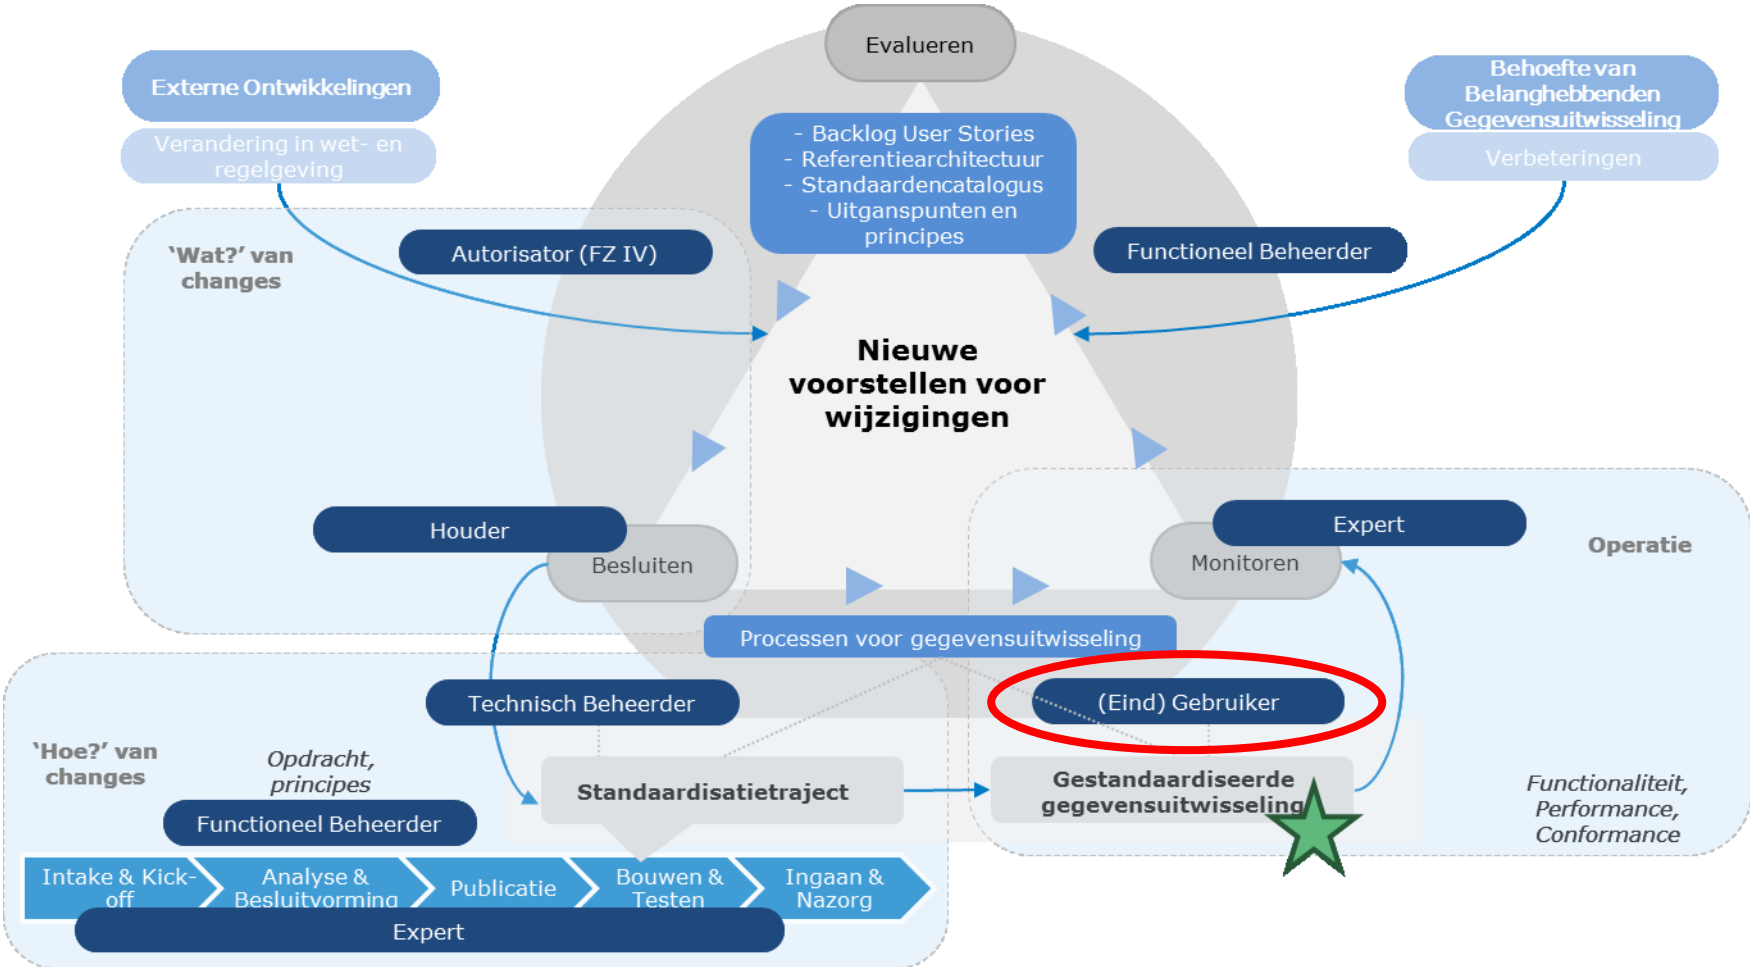 Evalueren
Externe Ontwikkelingen
Verandering in wet- en
regelgeving
Behoefte van
Belanghebbenden
Gegevensuitwisseling
Verbeteringen
- Backlog User Stories
- Referentiearchitectuur
- Standaardencatalogus
- Uitganspunten en
principes
'Wat?' van
changes
Autorisator (FZ IV)
Functioneel Beheerder
Nieuwe
voorstellen voor
wijzigingen
Houder
Besluiten
Expert
Monitoren
Operatie
Processen voor gegevensuitwisseling
Technisch Beheerder
(Eind) Gebruiker
'Hoe?' van
changes
Opdracht,
principes
Standaardisatietraject
Gestandaardiseerde
gegevensuitwisseling
Functionaliteit,
Performance,
Conformance
Functioneel Beheerder
Intake & Kick-
off
Analyse &
Besluitvorming
Publicatie
Bouwen &
Testen
Ingaan &
Nazorg
Expert